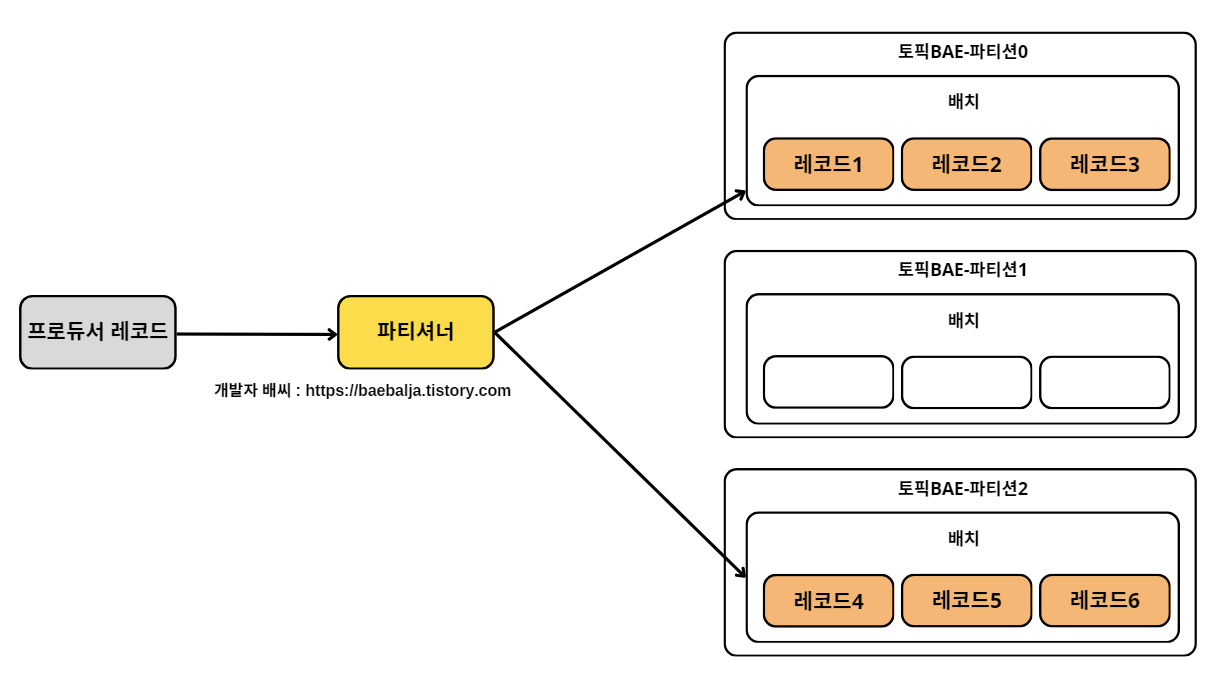 토픽BAE-파티션0
배치
레코드1 레코드2 레코드3
토픽BAE-파티션1
배치
프로듀서 레코드
파티셔너
개발자 배씨 : https://baebalja.tistory.com
토픽BAE-파티션2
배치
레코드4 레코드5 레코드6